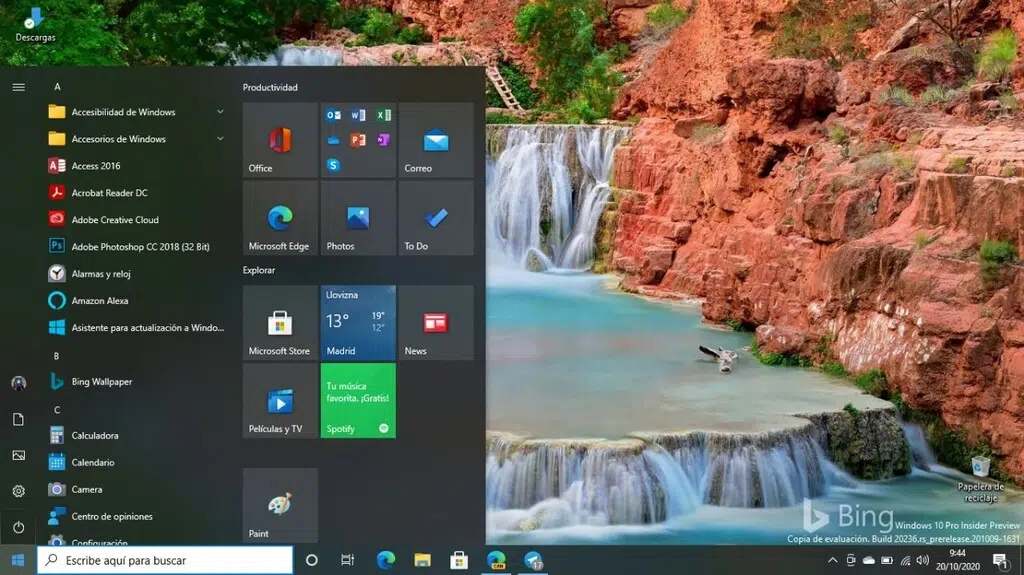 Descargas
A
Accesibilidad de Windows
Accesorios de Windows
Access 2016
Acrobat Reader DC
Adobe Creative Cloud
Adobe Photoshop CC 2018 (32 Bit)
Alarmas y reloj
Amazon Alexa
Asistente para actualización a Windo...
B
Bing Wallpaper
C
Calculadora
Calendario
Camera
Centro de opiniones
Configuración
Productividad
Office
Correo
Microsoft Edge
Photos
To Do
Explorar
Microsoft Store
Llovizna
13°
19°
12°
Madrid
News
Películas y TV
Tu música
favorita. ¡Gratis!
Spotify
Paint
Papelera de
reciclaje
Bing
Windows 10 Pro Insider Preview
Copia de evaluación. Build 20236.rs_prerelease.201009-1631
Escribe aquí para buscar
CAN
17
9:44
20/10/2020
1